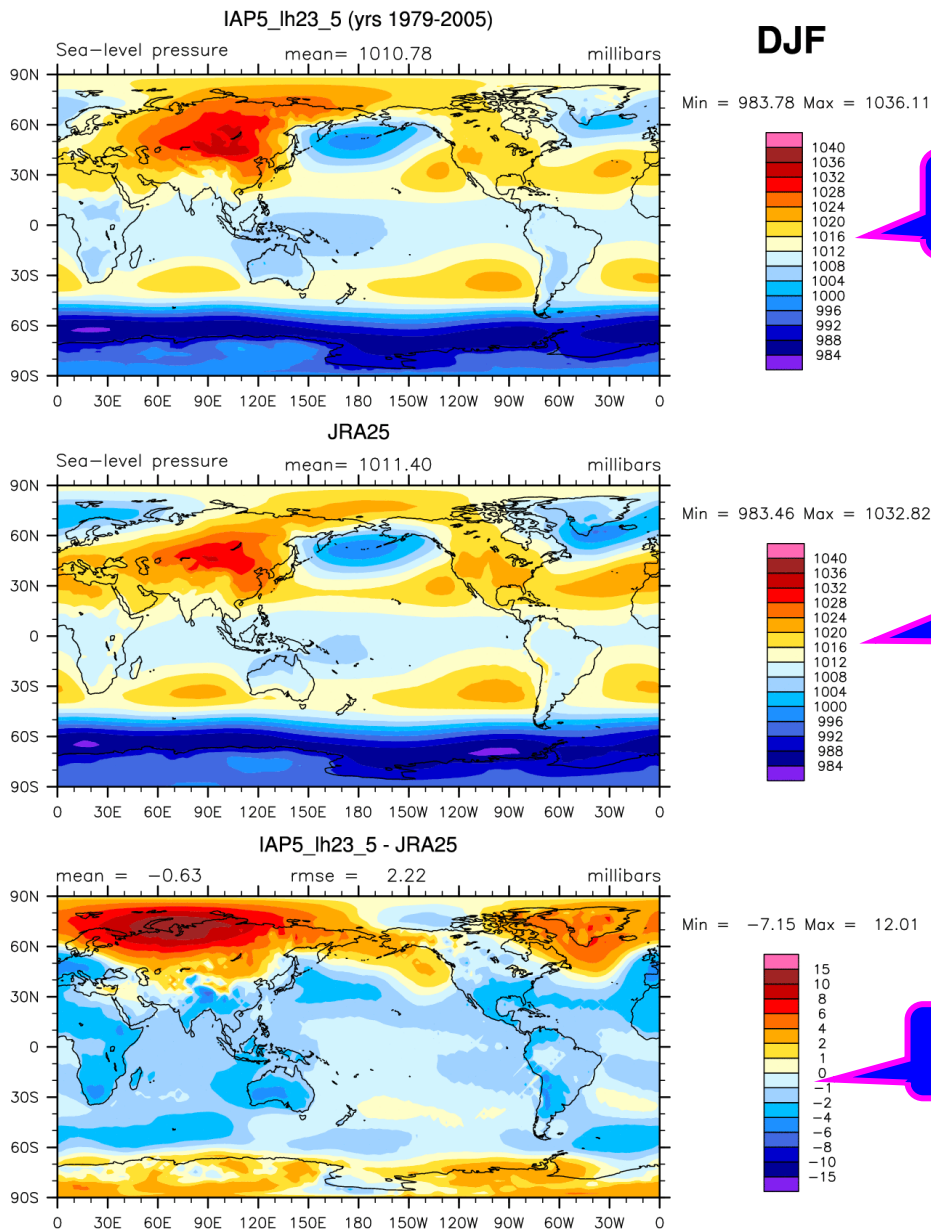 IAP5_lh23_5 (yrs 1979-2005)
DJF
Sea-level pressure mean= 1010.78 millibars
Min = 983.78 Max = 1036.11
90N
60N
30N
0
30S
60S
90S
0 30E 60E 90E 120E 150E 180 150W 120W 90W 60W 30W 0
1040
1036
1032
1028
1024
1020
1016
1012
1008
1004
1000
996
992
988
984
JRA25
Sea-level pressure mean= 1011.40 millibars
Min = 983.46 Max = 1032.82
90N
60N
30N
0
30S
60S
90S
0 30E 60E 90E 120E 150E 180 150W 120W 90W 60W 30W 0
1040
1036
1032
1028
1024
1020
1016
1012
1008
1004
1000
996
992
988
984
IAP5_lh23_5 - JRA25
mean = -0.63 rmse = 2.22 millibars
Min = -7.15 Max = 12.01
90N
60N
30N
0
30S
60S
90S
0 30E 60E 90E 120E 150E 180 150W 120W 90W 60W 30W 0
15
10
8
6
4
2
1
0
-1
-2
-4
-6
-8
-10
-15